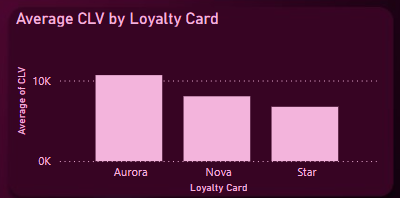 Average CLV by Loyalty Card
Average of CLV
10K
0K
Aurora Nova Star
Loyalty Card